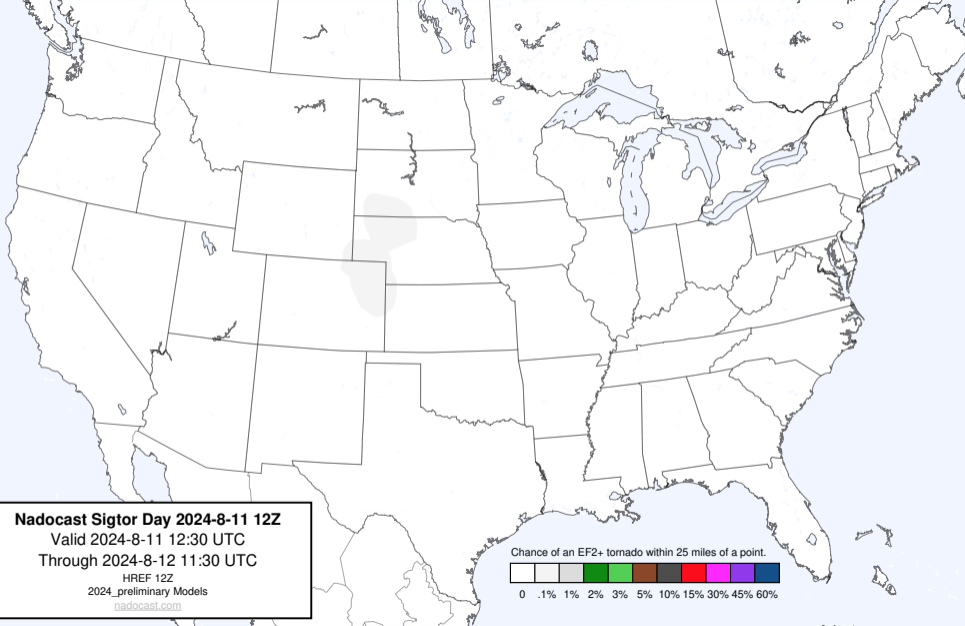 Nadocast Sigtor Day 2024-8-11 12Z
Valid 2024-8-11 12:30 UTC
Through 2024-8-12 11:30 UTC
HREF 12Z
2024_preliminary Models
nadocast.com
Chance of an EF2+ tornado within 25 miles of a point.
0 .1% 1% 2% 3% 5% 10% 15% 30% 45% 60%